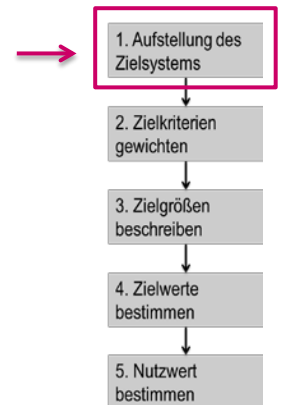 1. Aufstellung des
Zielsystems
2. Zielkriterien
gewichten
3. Zielgrößen
beschreiben
4. Zielwerte
bestimmen
5. Nutzwert
bestimmen